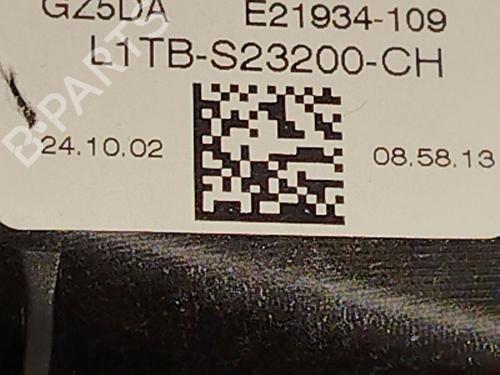 GZ5DA E21934-109
L1TB-S23200-CH
24.10.02 08.58.13
B-PARTS